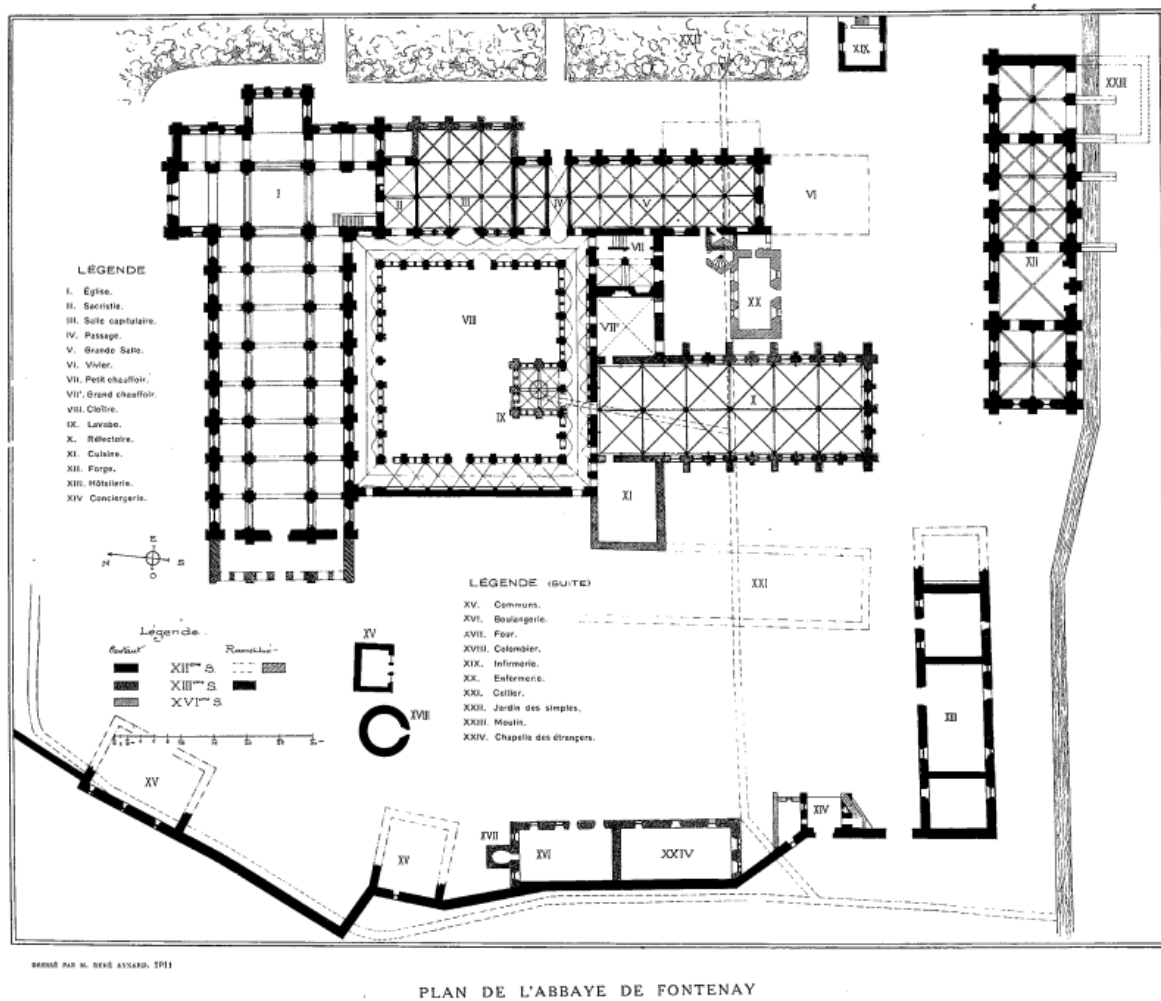 XXII
XIX
XXIII
I
II
III
IV
V
VI
VII
XII
LÉGENDE
I. Église.
II. Sacristie.
III. Salle capitulaire.
IV. Passage.
V. Grande Salle.
VI. Vivier.
VII. Petit chauffoir.
VII'. Grand chauffoir.
VIII. Cloître.
IX. Lavabo.
X. Réfectoire.
XI. Cuisine.
XII. Forge.
XIII. Hôtellerie.
XIV Conciergerie.
VIII
VII'
XX
IX
X
XI
E
N
S
O
LÉGENDE (SUITE)
XV. Communs.
XVI. Boulangerie.
XVII. Four.
XVIII. Colombier.
XIX. Infirmerie.
XX. Enfermerie.
XXI. Cellier.
XXII. Jardin des simples.
XXIII. Moulin.
XXIV. Chapelle des étrangers.
XXI
Légende
XIIème S.
XIIIème S.
XVIème S.
XV
XVIII
XIII
XV
XV
XVII
XVI
XXIV
XIV
DRESSÉ PAR M. RENÉ AYNARD, 1911
PLAN DE L'ABBAYE DE FONTENAY